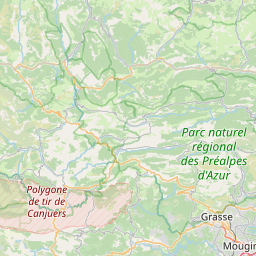 Parc naturel
régional
des Préalpes
d'Azur
Polygone
de tir de
Canjuers
Grasse
Mougin